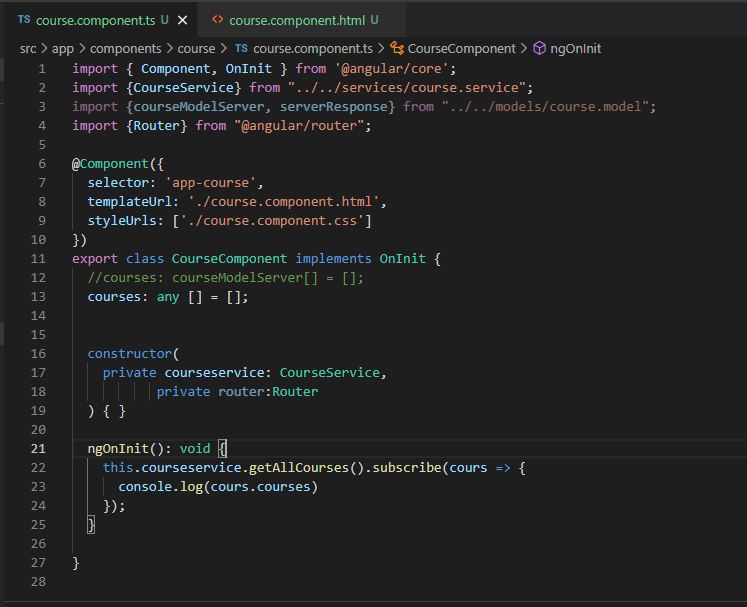 TS course.component.ts U × <> course.component.html U
src > app > components > course > TS course.component.ts > CourseComponent > ngOnInit
1 import { Component, OnInit } from '@angular/core';
2 import {CourseService} from "../../services/course.service";
3 import {courseModelServer, serverResponse} from "../../models/course.model";
4 import {Router} from "@angular/router";
5
6 @Component({
7   selector: 'app-course',
8   templateUrl: './course.component.html',
9   styleUrls: ['./course.component.css']
10 })
11 export class CourseComponent implements OnInit {
12   //courses: courseModelServer[] = [];
13   courses: any [] = [];
14
15
16   constructor(
17     private courseservice: CourseService,
18            private router:Router
19   ) { }
20
21   ngOnInit(): void {
22     this.courseservice.getAllCourses().subscribe(cours => {
23       console.log(cours.courses)
24     });
25   }
26
27 }
28